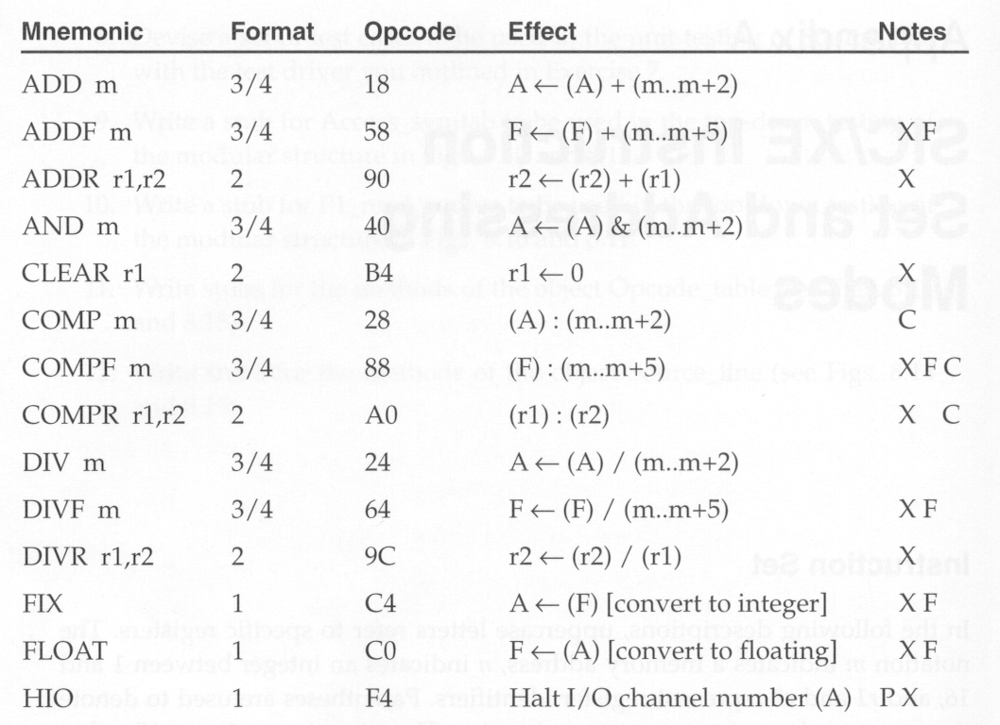 Mnemonic Format Opcode Effect Notes
ADD m 3/4 18 A ← (A) + (m..m+2)
ADDF m 3/4 58 F ← (F) + (m..m+5) X F
ADDR r1,r2 2 90 r2 ← (r2) + (r1) X
AND m 3/4 40 A ← (A) & (m..m+2)
CLEAR r1 2 B4 r1 ← 0 X
COMP m 3/4 28 (A) : (m..m+2) C
COMPF m 3/4 88 (F) : (m..m+5) X F C
COMPR r1,r2 2 A0 (r1) : (r2) X C
DIV m 3/4 24 A ← (A) / (m..m+2)
DIVF m 3/4 64 F ← (F) / (m..m+5) X F
DIVR r1,r2 2 9C r2 ← (r2) / (r1) X
FIX 1 C4 A ← (F) [convert to integer] X F
FLOAT 1 C0 F ← (A) [convert to floating] X F
HIO 1 F4 Halt I/O channel number (A) P X